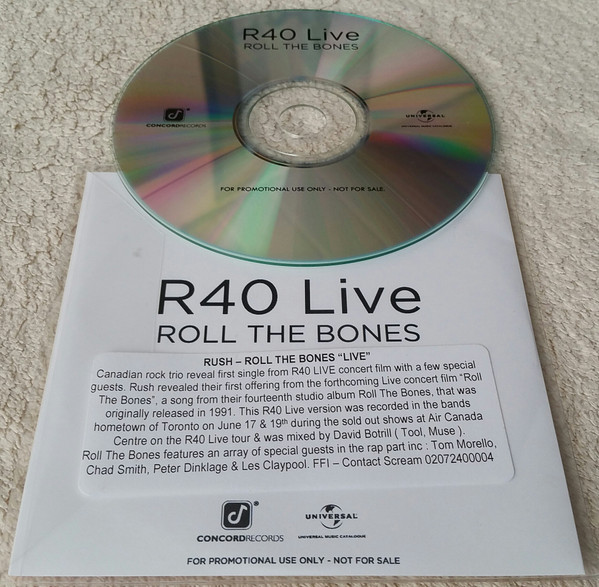 R40 Live
ROLL THE BONES
CONCORDRECORDS
UNIVERSAL
UNIVERSAL MUSIC CATALOGUE
FOR PROMOTIONAL USE ONLY - NOT FOR SALE.
R40 Live
ROLL THE BONES
RUSH – ROLL THE BONES “LIVE”
Canadian rock trio reveal first single from R40 LIVE concert film with a few special
guests. Rush revealed their first offering from the forthcoming Live concert film “Roll
The Bones”, a song from their fourteenth studio album Roll The Bones, that was
originally released in 1991. This R40 Live version was recorded in the bands
hometown of Toronto on June 17 & 19th during the sold out shows at Air Canada
Centre on the R40 Live tour & was mixed by David Botrill ( Tool, Muse ).
Roll The Bones features an array of special guests in the rap part inc : Tom Morello,
Chad Smith, Peter Dinklage & Les Claypool. FFI – Contact Scream 02072400004
CONCORDRECORDS
UNIVERSAL
UNIVERSAL MUSIC CATALOGUE
FOR PROMOTIONAL USE ONLY - NOT FOR SALE